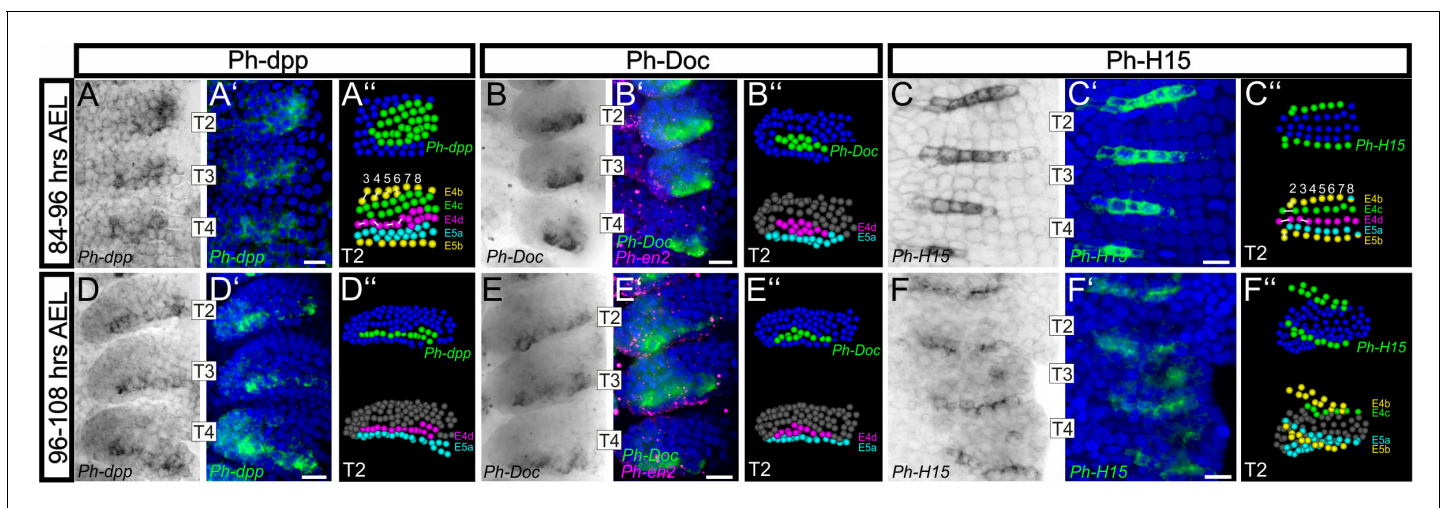 Ph-dpp Ph-Doc Ph-H15
84-96 hrs AEL
A A‘ A“ B B‘ B“ C C‘ C“
T2 T2 T2
Ph-dpp Ph-Doc Ph-H15
T3 T3 T3
3 4 5 6 7 8
E4b
E4c
E4d
E5a
E5b
E4d
E5a
2 3 4 5 6 7 8
E4b
E4c
E4d
E5a
E5b
T4 T4 T4
Ph-dpp Ph-dpp T2 Ph-Doc Ph-Doc T2 Ph-H15 Ph-H15 T2
Ph-en2
96-108 hrs AEL
D D‘ D“ E E‘ E“ F F‘ F“
T2 T2 T2
Ph-dpp Ph-Doc Ph-H15
T3 T3 T3
E4d
E5a
E4d
E5a
E4b
E4c
E5a
E5b
T4 T4 T4
Ph-dpp Ph-dpp T2 Ph-Doc Ph-Doc T2 Ph-H15 Ph-H15 T2
Ph-en2